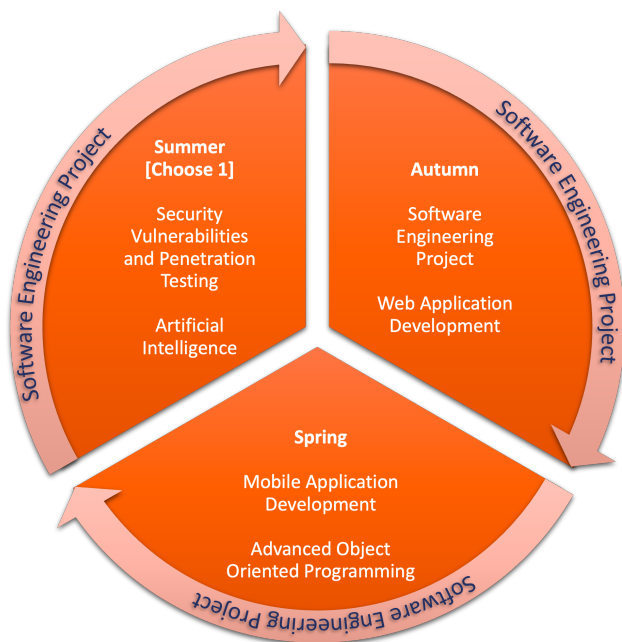 Summer
[Choose 1]
Security
Vulnerabilities
and Penetration
Testing
Artificial
Intelligence
Software Engineering Project
Autumn
Software
Engineering
Project
Web Application
Development
Software Engineering Project
Spring
Mobile Application
Development
Advanced Object
Oriented Programming
Software Engineering Project